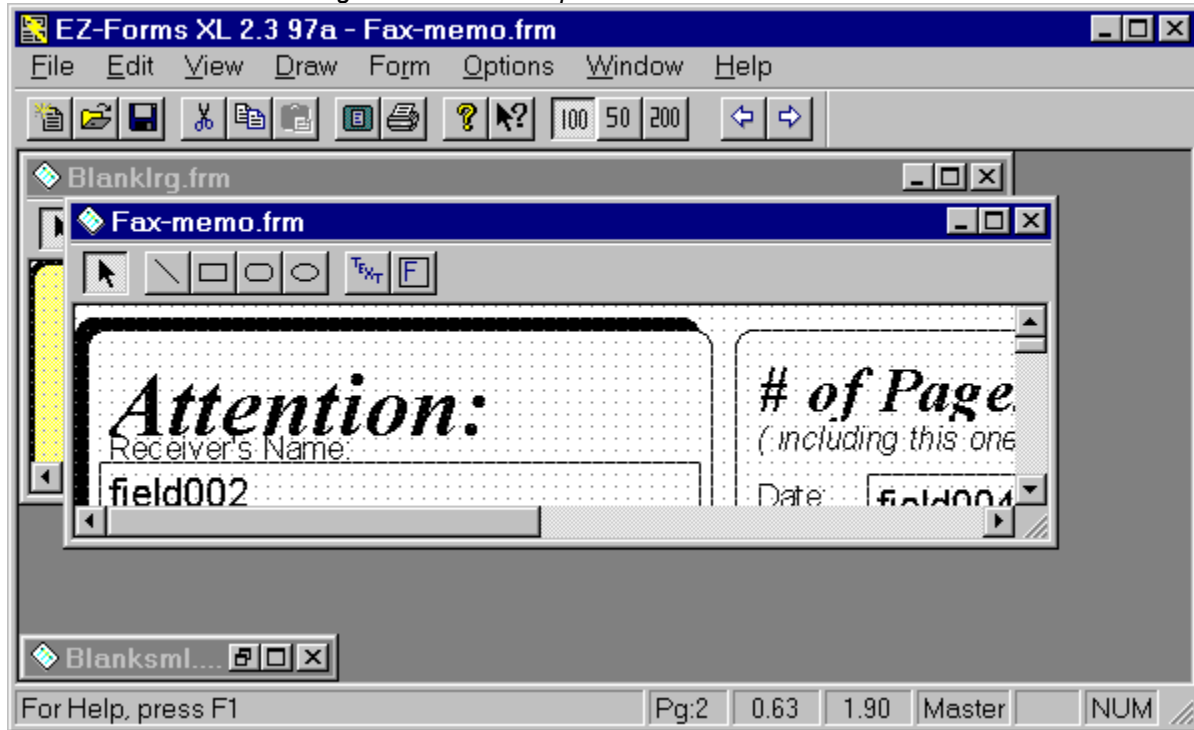 EZ-Forms XL 2.3 97a - Fax-memo.frm
File Edit View Draw Form Options Window Help
100 50 200
Blanklrg.frm
Fax-memo.frm
TEXT F
Attention:
Receiver's Name:
field002
# of Page
( including this one
Date: field004
Blanksml....
For Help, press F1 Pg:2 0.63 1.90 Master NUM